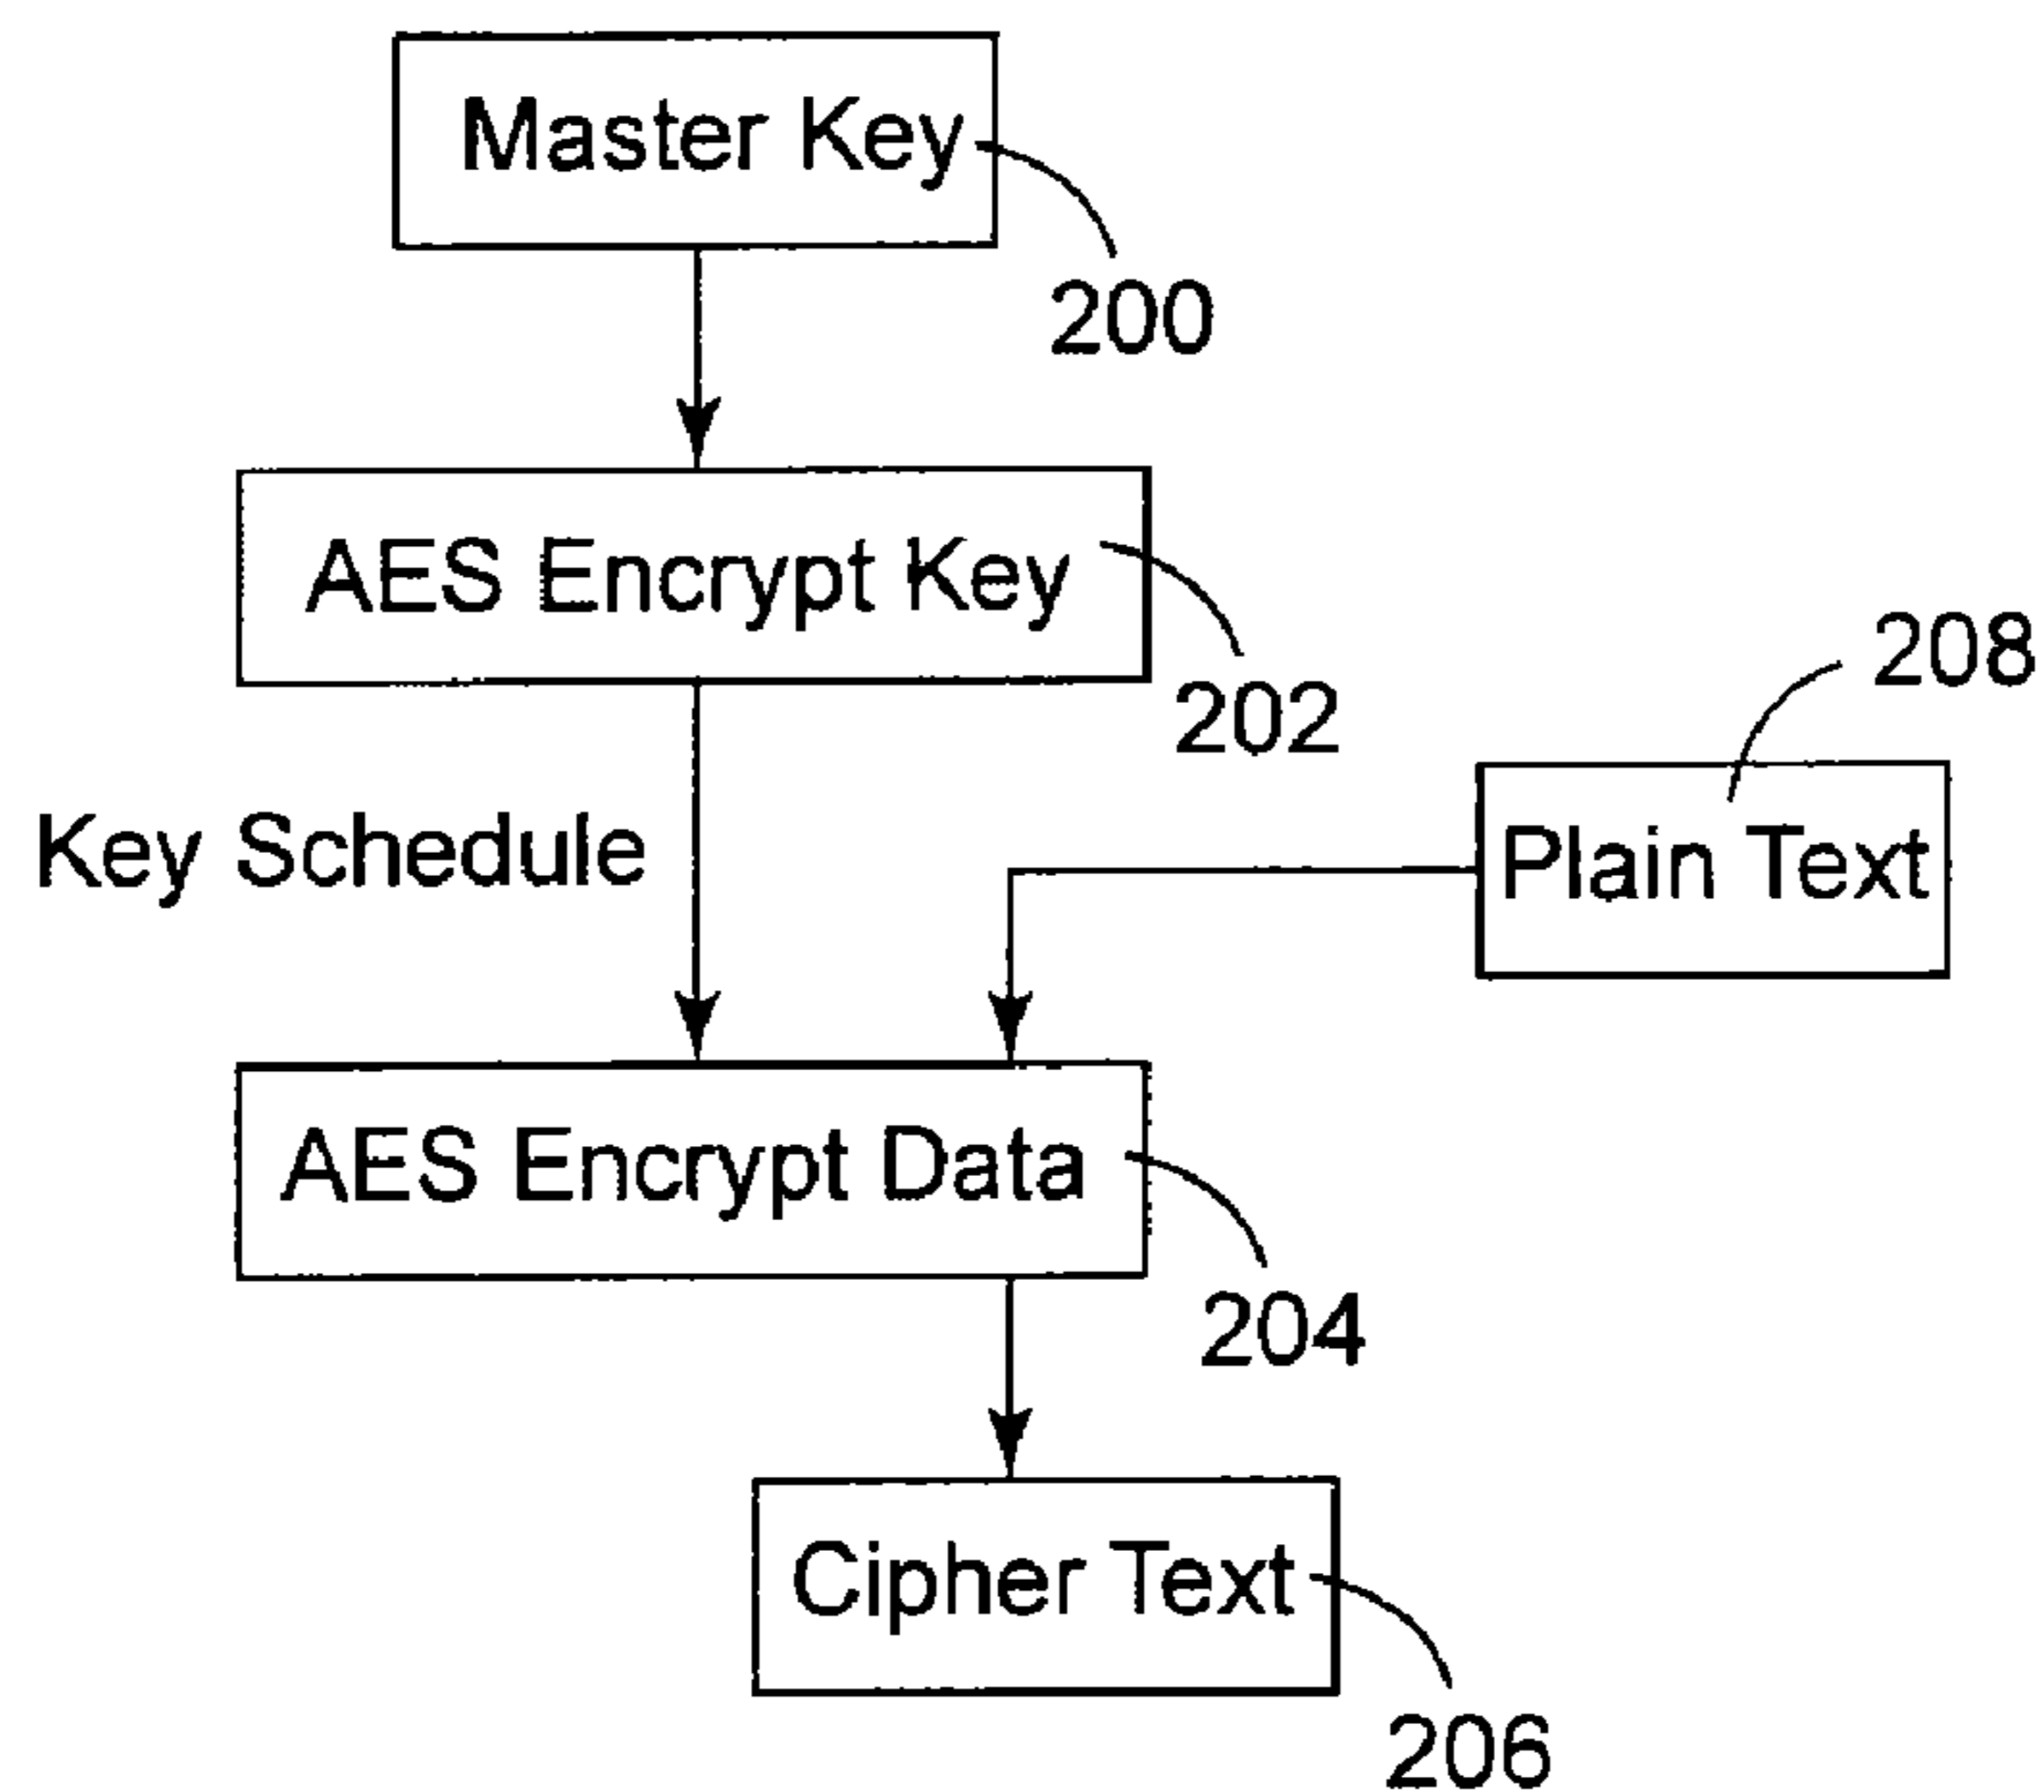 Master Key
200
AES Encrypt Key
202
208
Key Schedule
Plain Text
AES Encrypt Data
204
Cipher Text
206